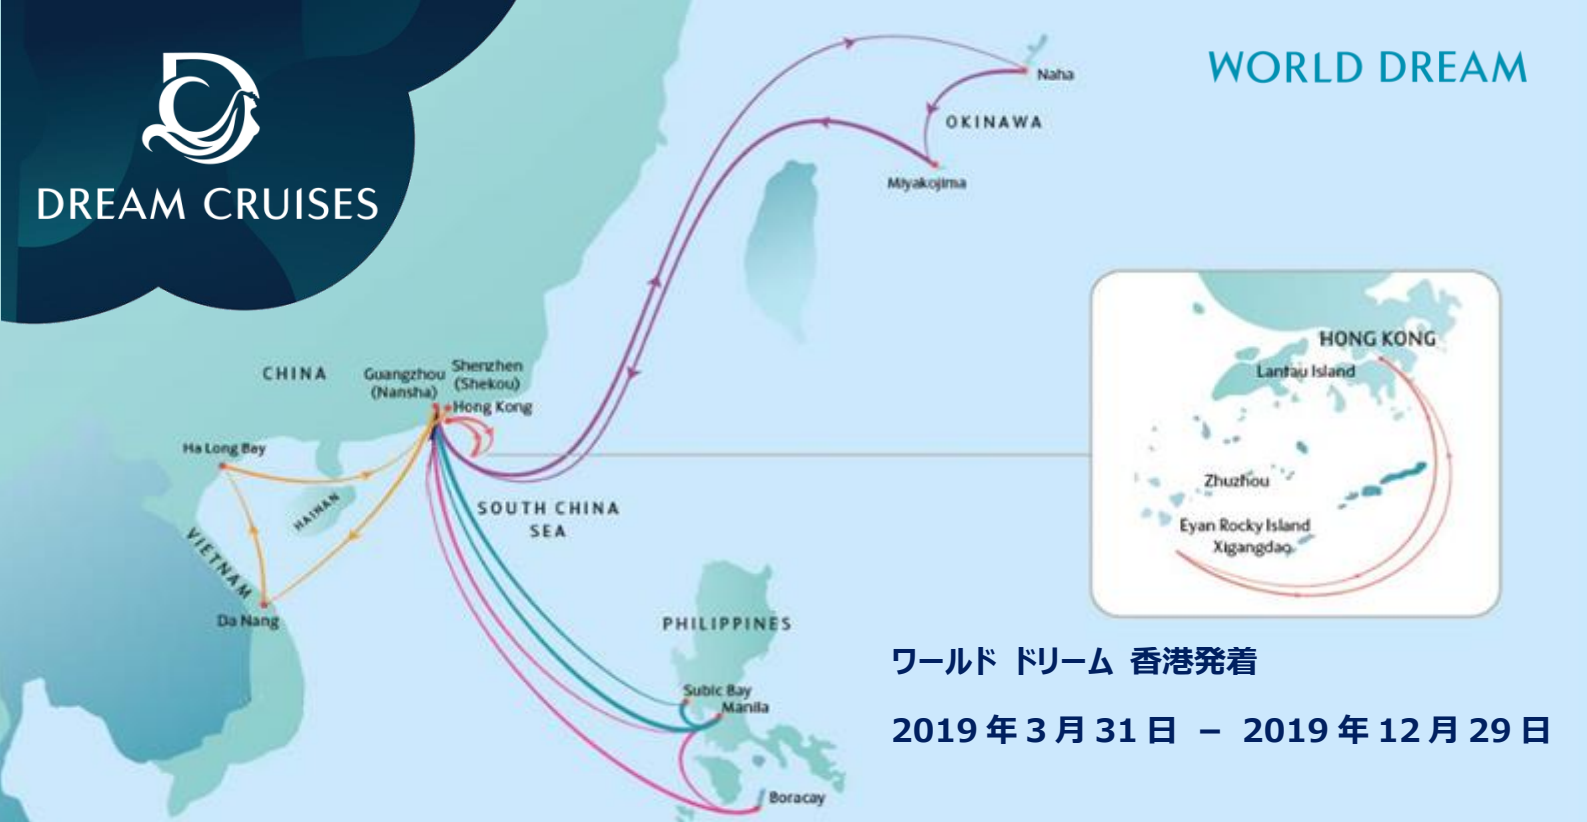 DREAM CRUISES
WORLD DREAM
Naha
OKINAWA
Miyakojima
CHINA
Guangzhou
(Nansha)
Shenzhen
(Shekou)
Hong Kong
Ha Long Bay
HAINAN
SOUTH CHINA
SEA
VIETNAM
Da Nang
PHILIPPINES
Subic Bay
Manila
Boracay
HONG KONG
Lantau Island
Zhuzhou
Eyan Rocky Island
Xigangdao
ワールド ドリーム 香港発着
2019 年 3 月 31 日 － 2019 年 12 月 29 日